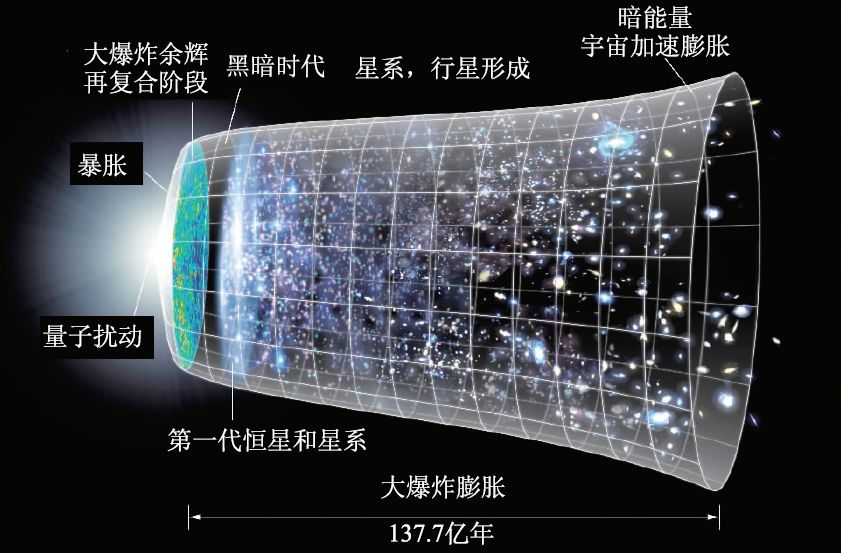 暗能量
宇宙加速膨胀
大爆炸余辉
再复合阶段
黑暗时代
星系，行星形成
暴胀
量子扰动
第一代恒星和星系
大爆炸膨胀
137.7亿年